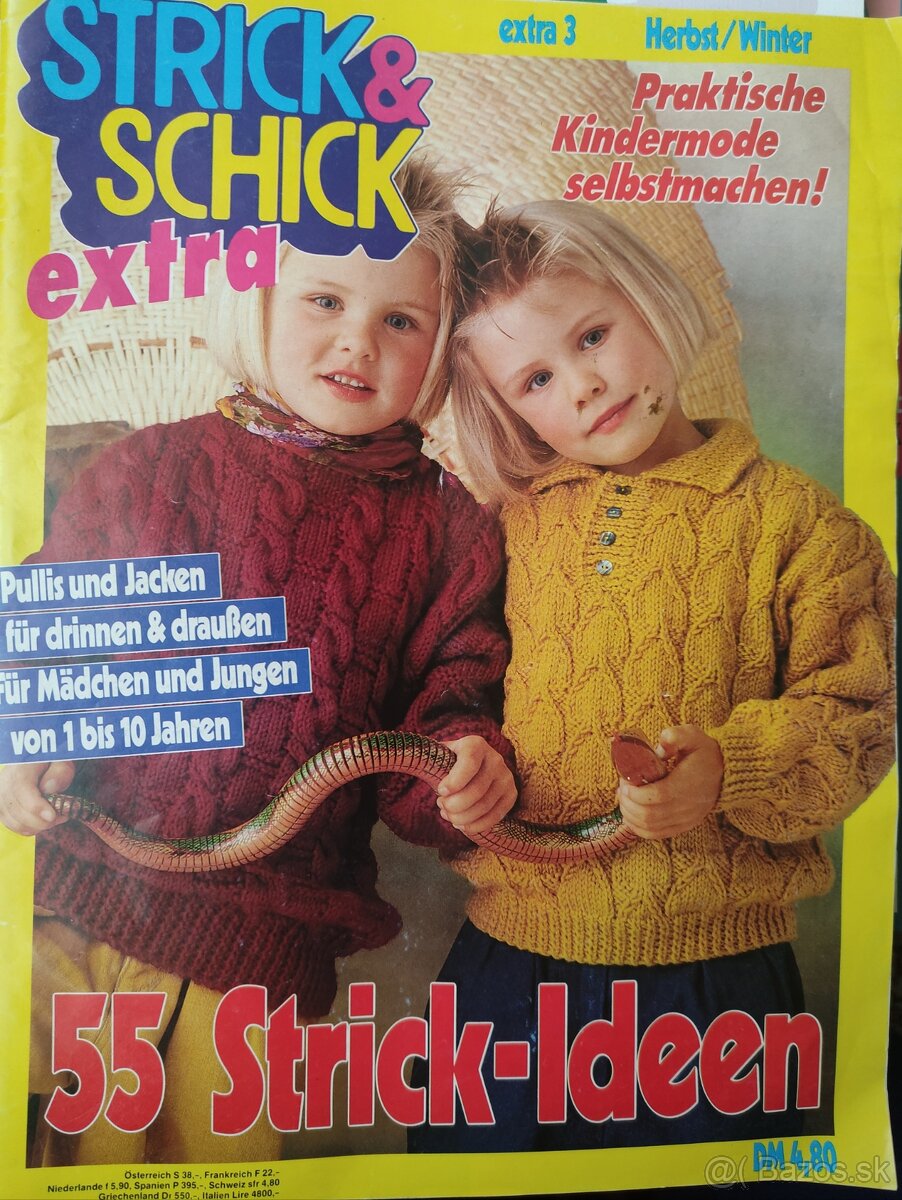 STRICK&
SCHICK
extra
extra 3
Herbst/Winter
Praktische
Kindermode
selbstmachen!
Pullis und Jacken
für drinnen & draußen
für Mädchen und Jungen
von 1 bis 10 Jahren
55 Strick-Ideen
DM 4,80
Österreich S 38,-, Frankreich F 22,-
Niederlande f 5,90, Spanien P 395,-. Schweiz sfr 4,80
Griechenland Dr 550,-, Italien Lire 4800,-
Bazos.sk